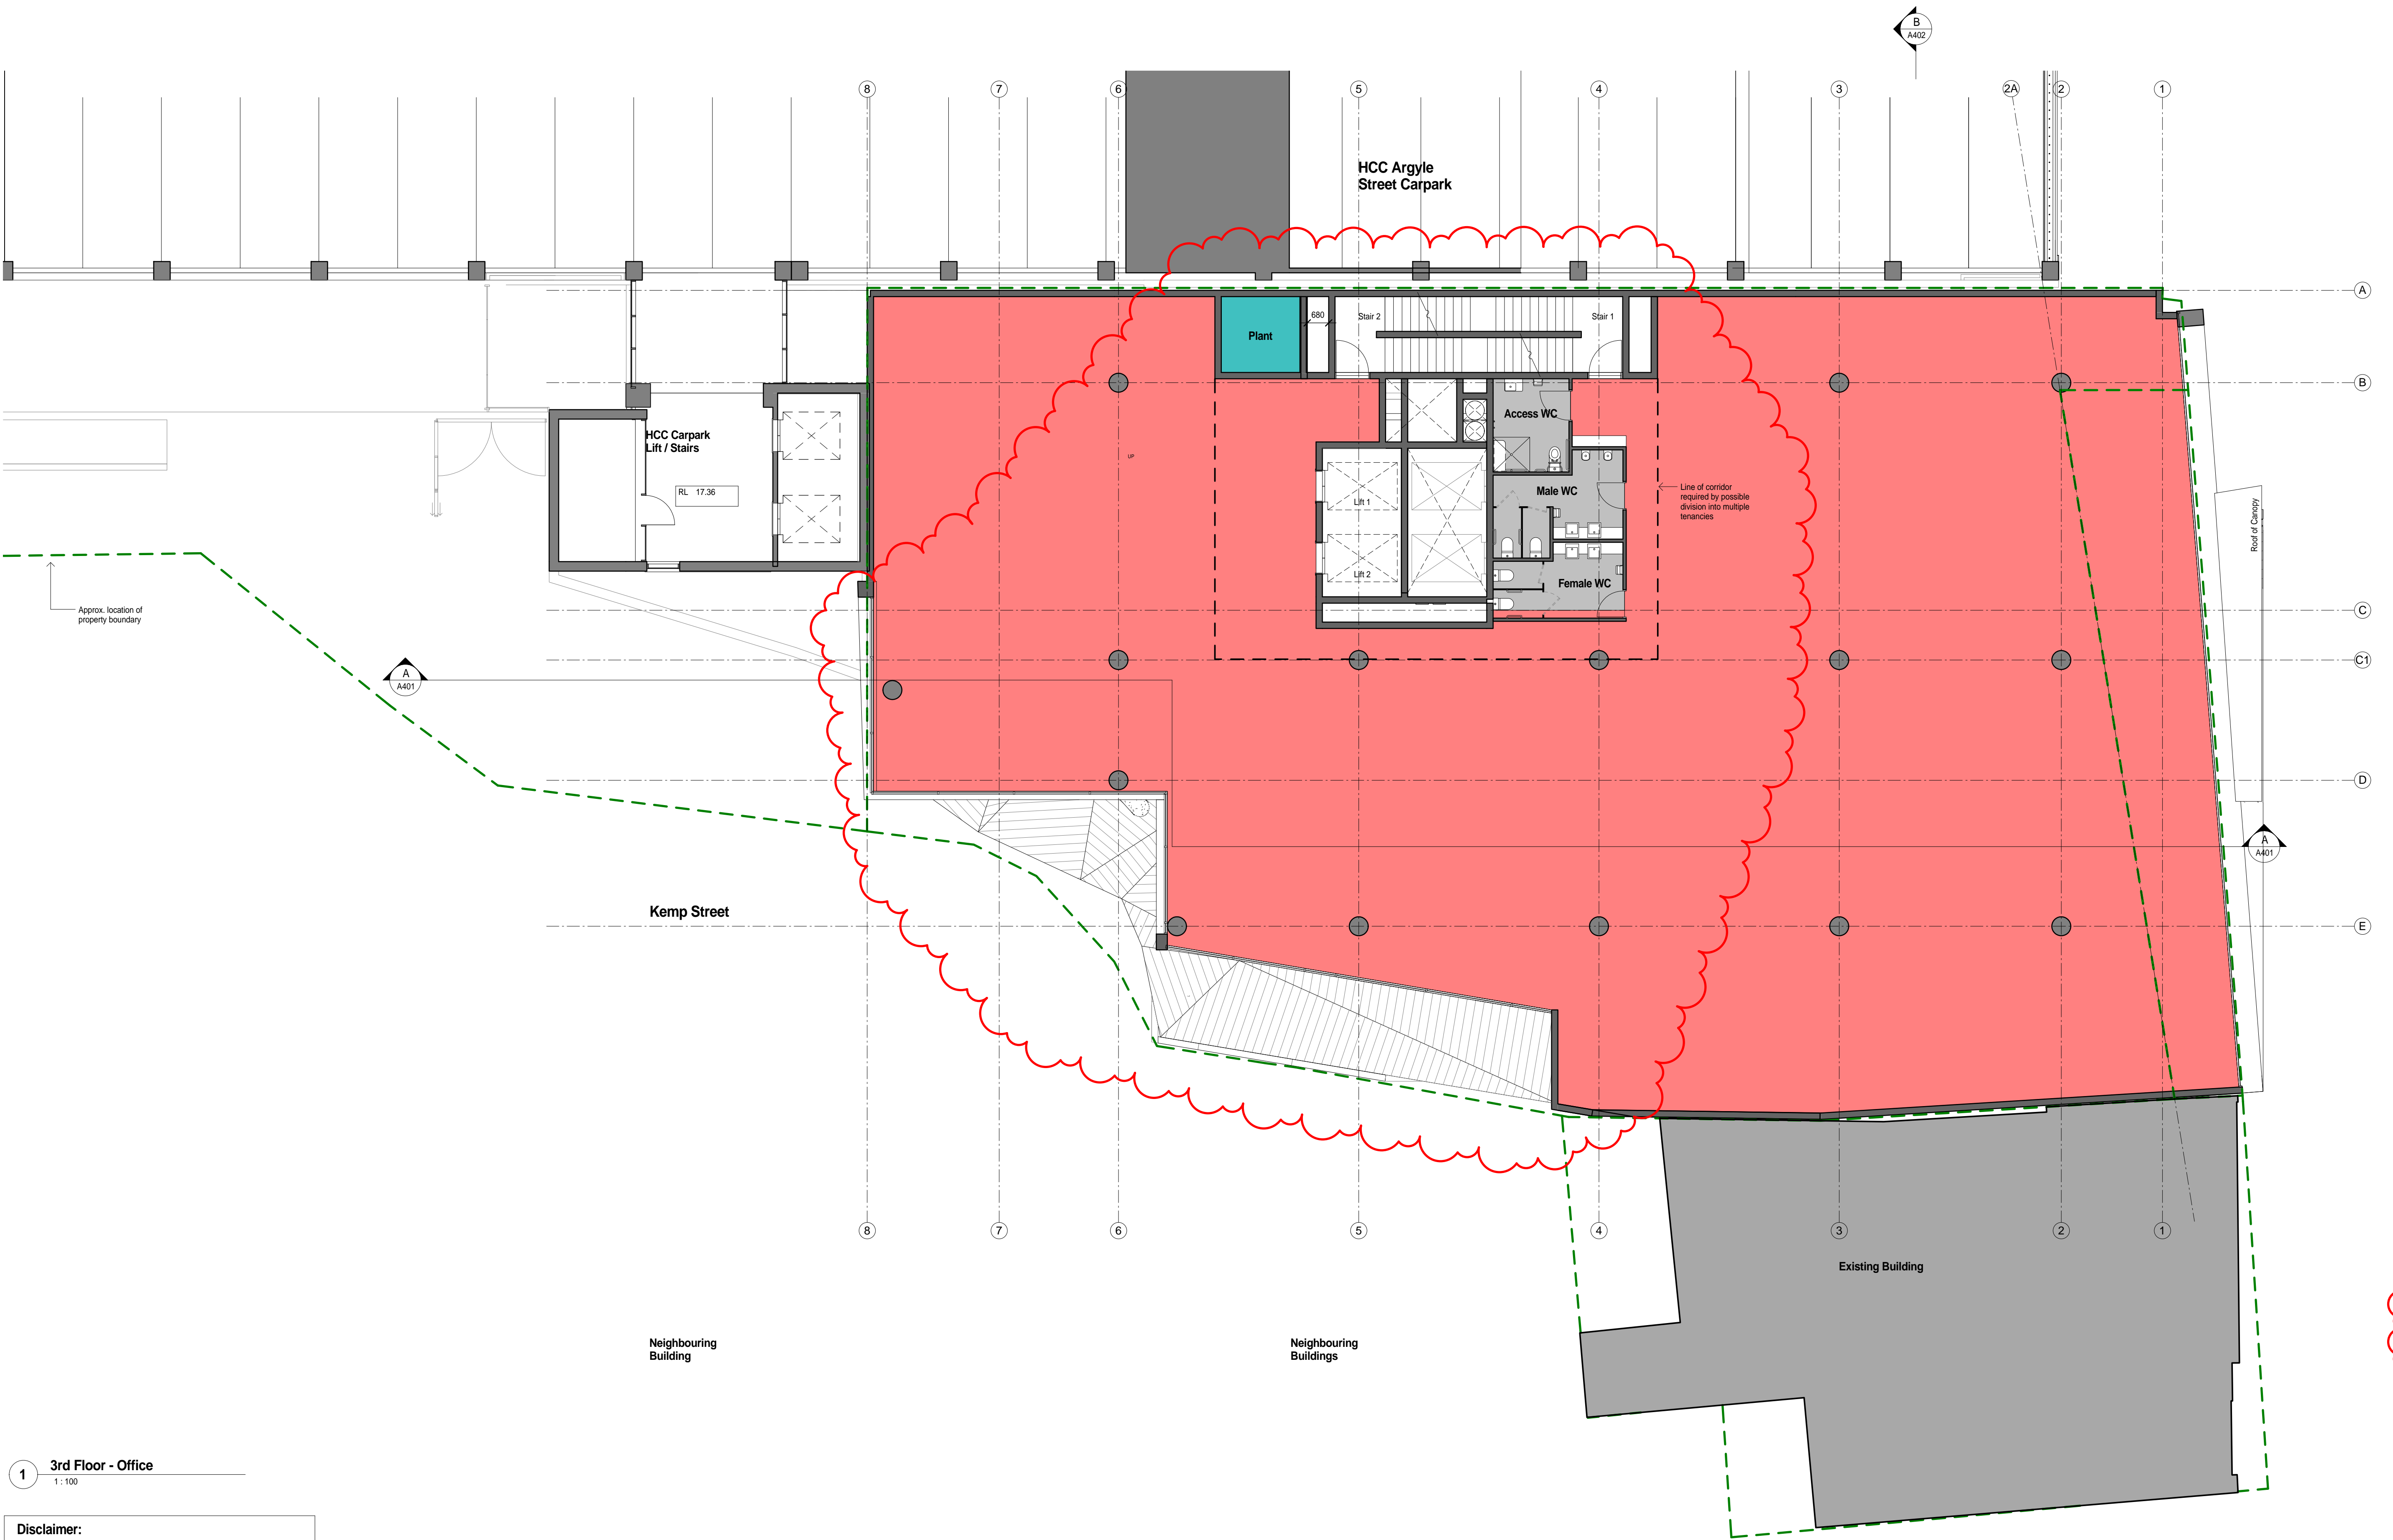 B
A402
8
7
6
5
4
3
2A
2
1
HCC Argyle
Street Carpark
A
Plant
680
Stair 2
Stair 1
B
Access WC
HCC Carpark
Lift / Stairs
UP
RL 17.36
Lift 1
Male WC
Line of corridor
required by possible
division into multiple
tenancies
Roof of Canopy
Lift 2
Female WC
Approx. location of
property boundary
C
C1
A
A401
D
A
A401
Kemp Street
E
8
7
6
5
4
3
2
1
Existing Building
Neighbouring
Building
Neighbouring
Buildings
1
3rd Floor - Office
1 : 100
Disclaimer: